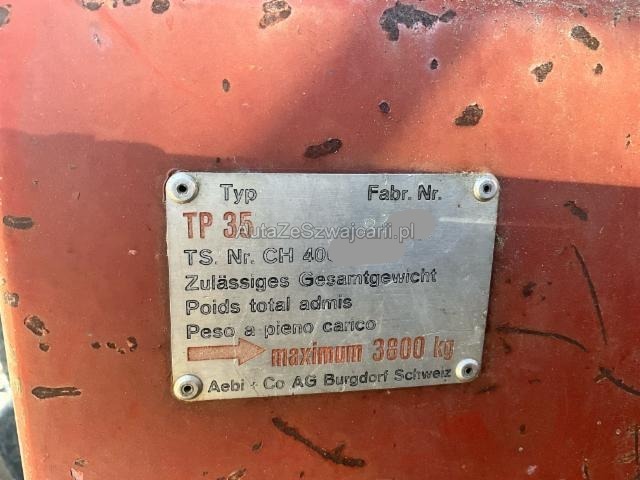 Typ Fabr. Nr.
TP 35
AutaZeSzwajcarii.pl
TS. Nr. CH 40
Zulässiges Gesamtgewicht
Poids total admis
Peso a pieno carico
maximum 3800 kg
Aebi + Co AG Burgdorf Schweiz